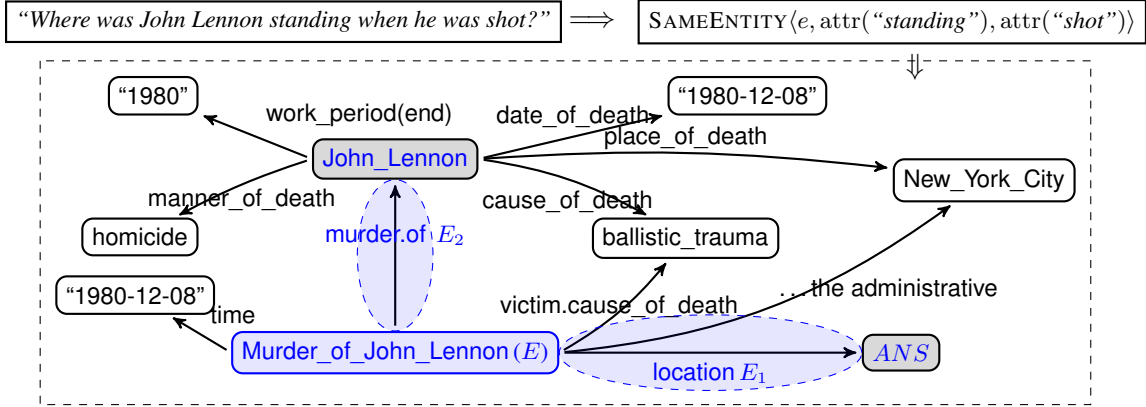 “Where was John Lennon standing when he was shot?” ⟹ SAMEENTITY⟨e, attr(“standing”), attr(“shot”)⟩
⇓
“1980”
work_period(end)
date_of_death
“1980-12-08”
place_of_death
John_Lennon
New_York_City
manner_of_death
cause_of_death
homicide
murder.of E₂
ballistic_trauma
“1980-12-08”
time
victim.cause_of_death
...the administrative
Murder_of_John_Lennon (E)
location E₁
ANS